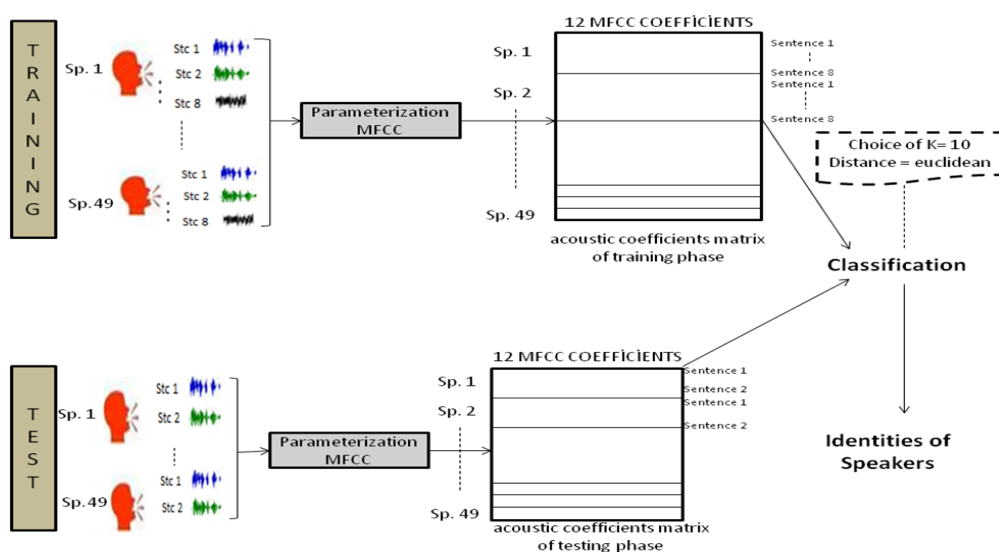 TRAINING
Sp. 1
Stc 1
Stc 2
Stc 8
Sp.49
Stc 1
Stc 2
Stc 8
Parameterization
MFCC
12 MFCC COEFFİCİENTS
Sp. 1
Sp. 2
Sp. 49
Sentence 1
Sentence 8
Sentence 1
Sentence 8
acoustic coefficients matrix
of training phase
Choice of K= 10
Distance = euclidean
Classification
Identities of
Speakers
TEST
Sp. 1
Stc 1
Stc 2
Sp.49
Stc 1
Stc 2
Parameterization
MFCC
12 MFCC COEFFİCİENTS
Sp. 1
Sp. 2
Sp. 49
Sentence 1
Sentence 2
Sentence 1
Sentence 2
acoustic coefficients matrix
of testing phase